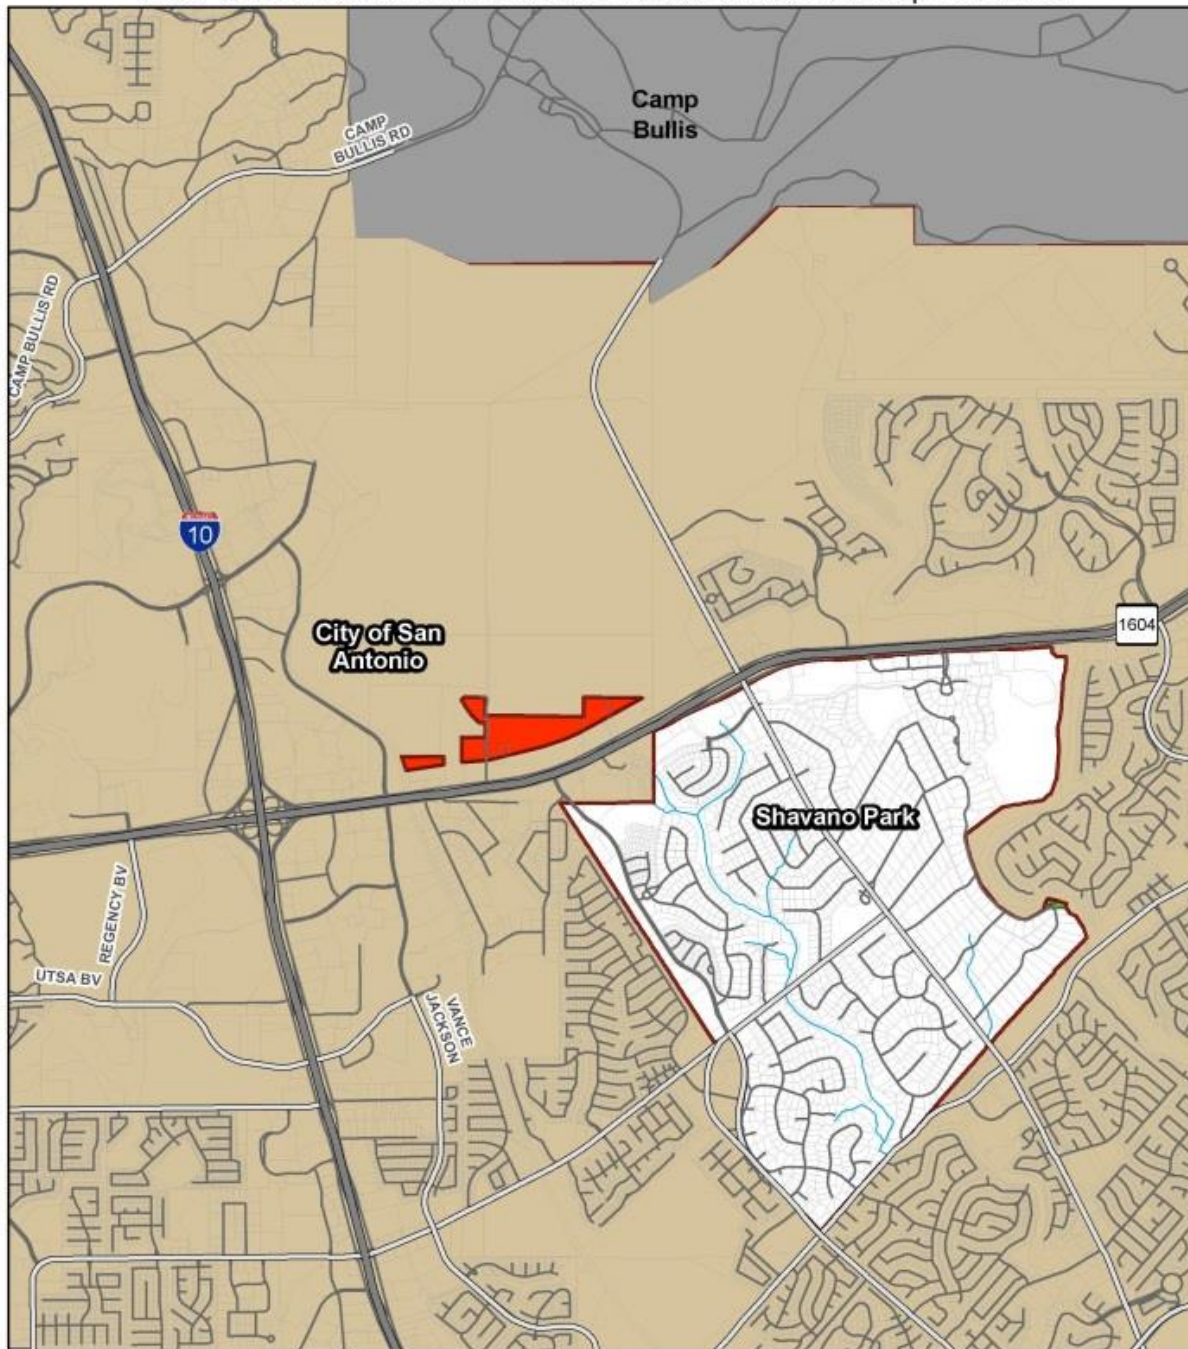 Camp
Bullis
CAMP
BULLIS RD
CAMP BULLIS RD
10
City of San
Antonio
1604
Shavano Park
REGENCY BV
UTSA BV
VANCE
JACKSON